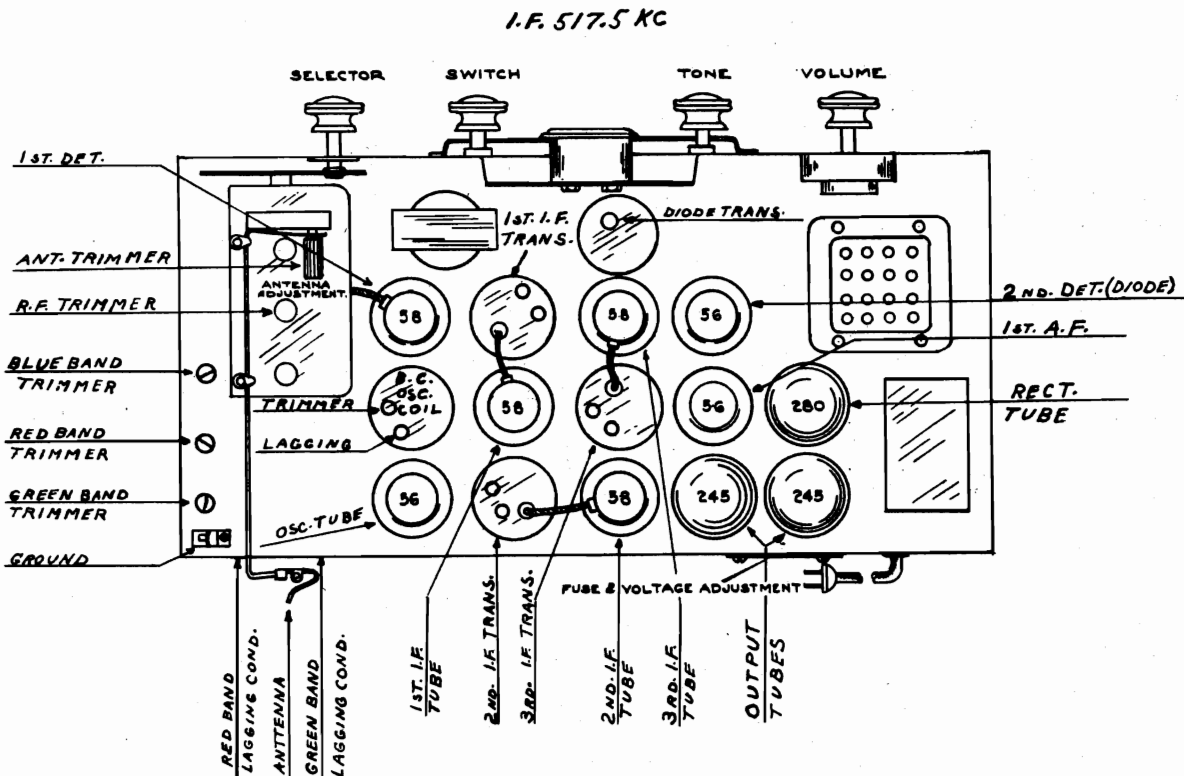 I.F. 517.5 KC
SELECTOR
SWITCH
TONE
VOLUME
1ST. DET.
1ST. I.F.
TRANS.
DIODE TRANS.
ANT. TRIMMER
ANTENNA
ADJUSTMENT.
R.F. TRIMMER
58
58
56
2ND. DET. (DIODE)
1ST. A.F.
BLUE BAND
TRIMMER
B.C.
OSC.
COIL
TRIMMER
LAGGING
58
56
280
RECT.
TUBE
RED BAND
TRIMMER
GREEN BAND
TRIMMER
56
58
245
245
OSC. TUBE
GROUND
FUSE & VOLTAGE ADJUSTMENT
RED BAND
LAGGING COND.
ANTTENNA
GREEN BAND
LAGGING COND.
1ST. I.F.
TUBE
2ND. I.F. TRANS.
3RD. I.F. TRANS.
2ND. I.F.
TUBE
3RD. I.F.
TUBE
OUTPUT
TUBES